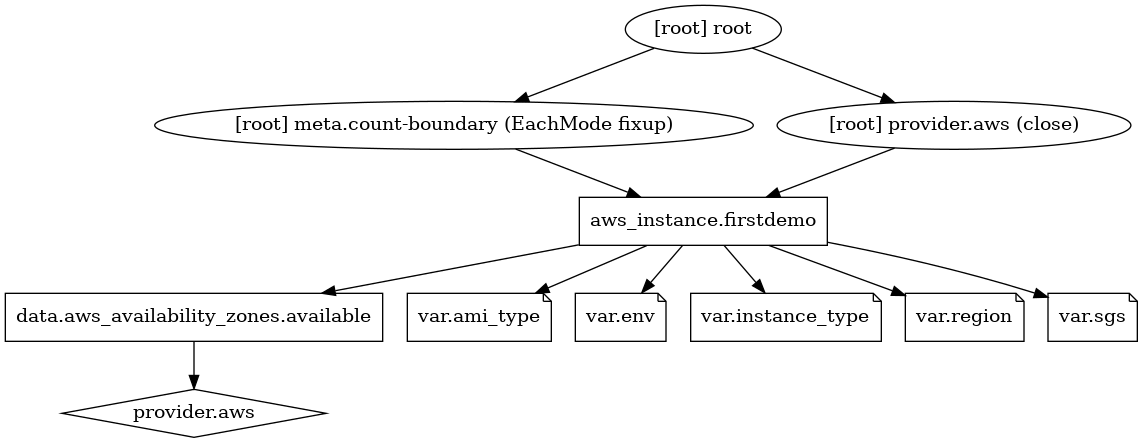 [root] root
[root] meta.count-boundary (EachMode fixup)
[root] provider.aws (close)
aws_instance.firstdemo
data.aws_availability_zones.available
var.ami_type
var.env
var.instance_type
var.region
var.sgs
provider.aws